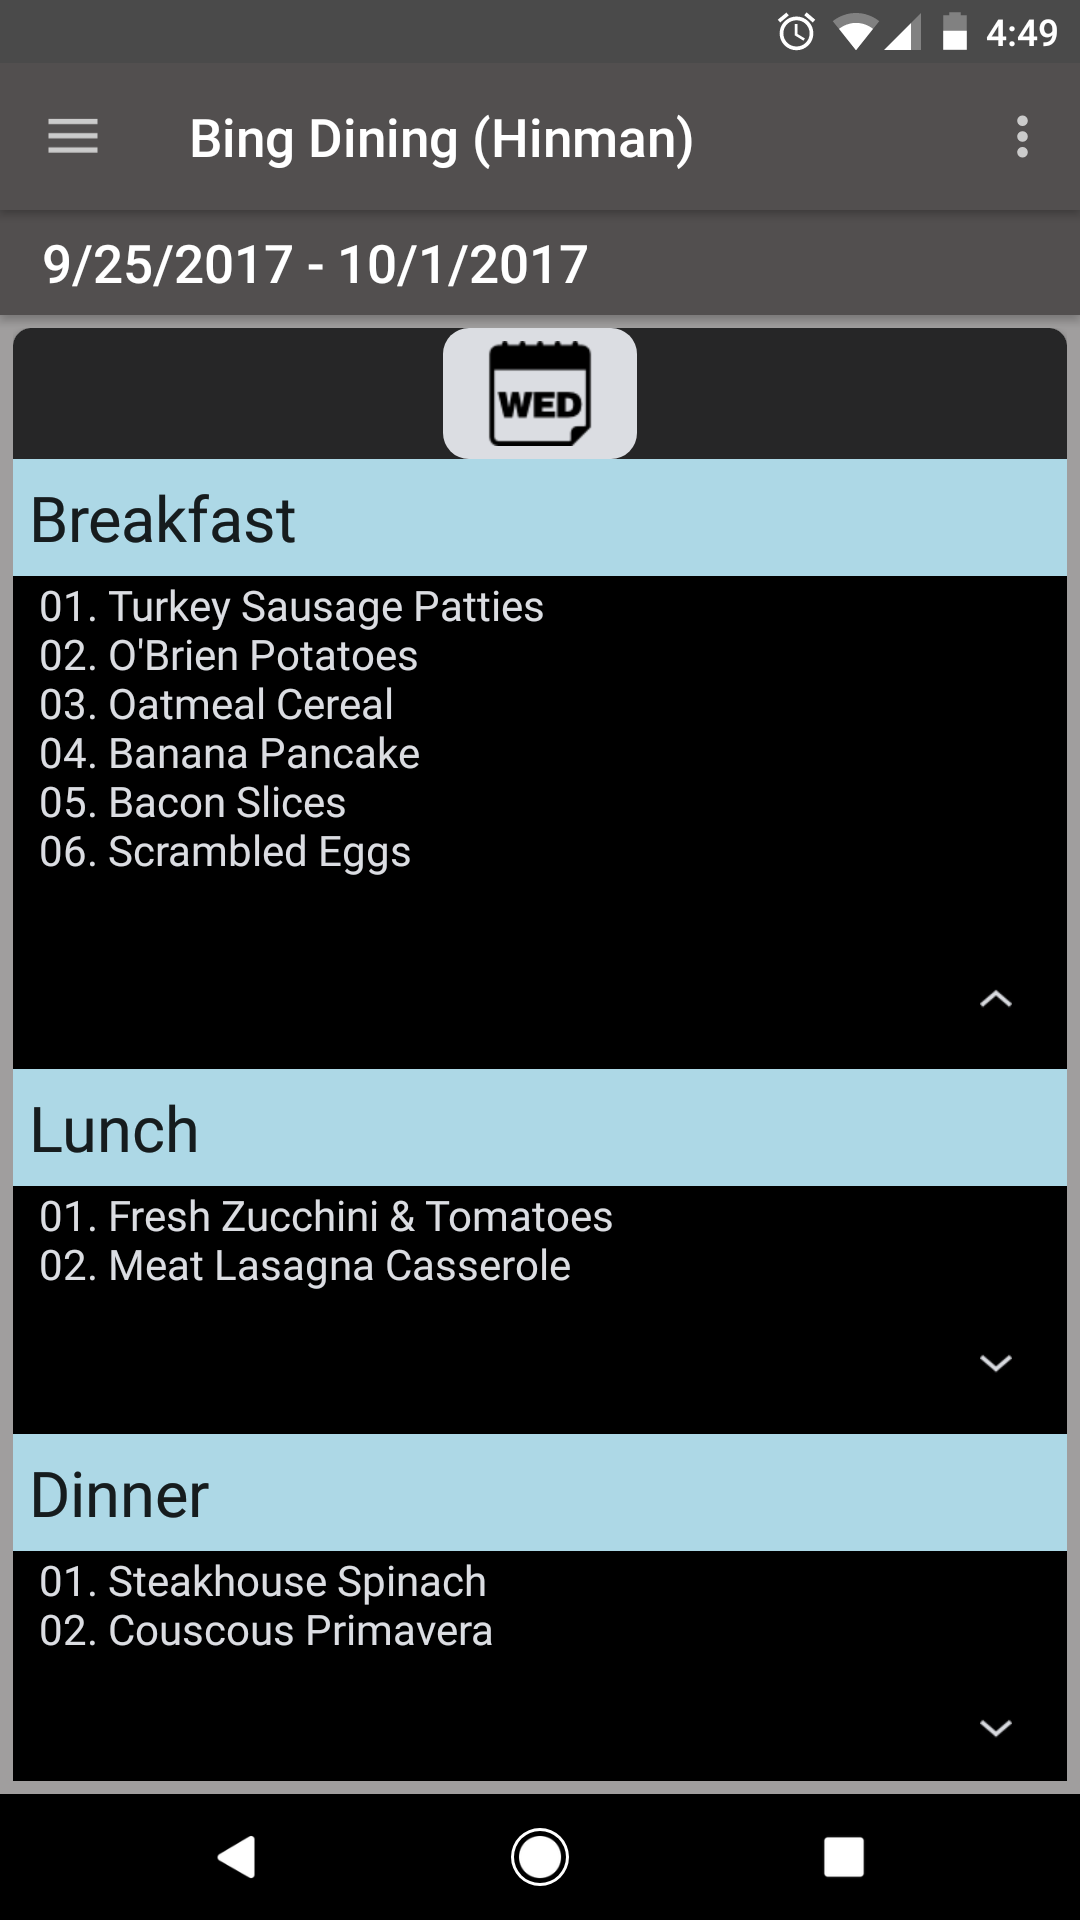 4:49
Bing Dining (Hinman)
9/25/2017 - 10/1/2017
WED
Breakfast
01. Turkey Sausage Patties
02. O'Brien Potatoes
03. Oatmeal Cereal
04. Banana Pancake
05. Bacon Slices
06. Scrambled Eggs
Lunch
01. Fresh Zucchini & Tomatoes
02. Meat Lasagna Casserole
Dinner
01. Steakhouse Spinach
02. Couscous Primavera